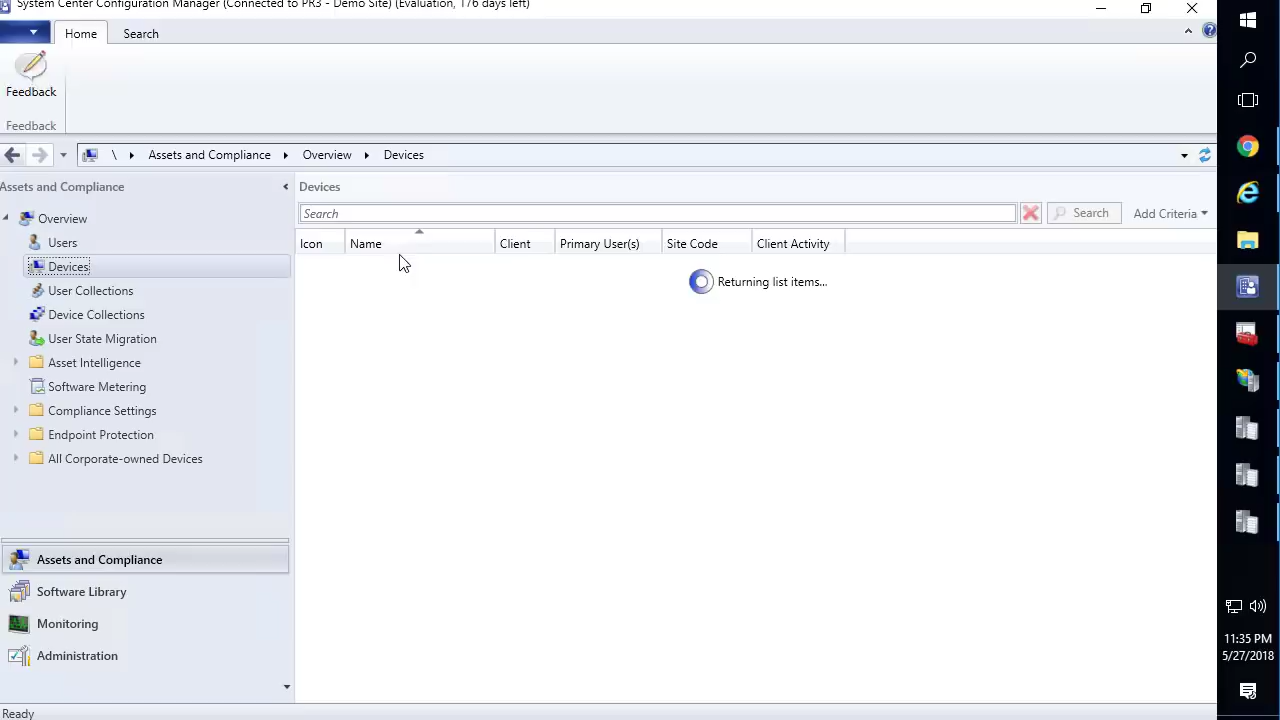 System Center Configuration Manager (Connected to PR3 - Demo Site) (Evaluation, 176 days left)
Home
Search
Feedback
Feedback
\ Assets and Compliance Overview Devices
Assets and Compliance
Overview
Users
Devices
User Collections
Device Collections
User State Migration
Asset Intelligence
Software Metering
Compliance Settings
Endpoint Protection
All Corporate-owned Devices
Assets and Compliance
Software Library
Monitoring
Administration
Devices
Search
Search
Add Criteria
Icon Name Client Primary User(s) Site Code Client Activity
Returning list items...
Ready
11:35 PM
5/27/2018